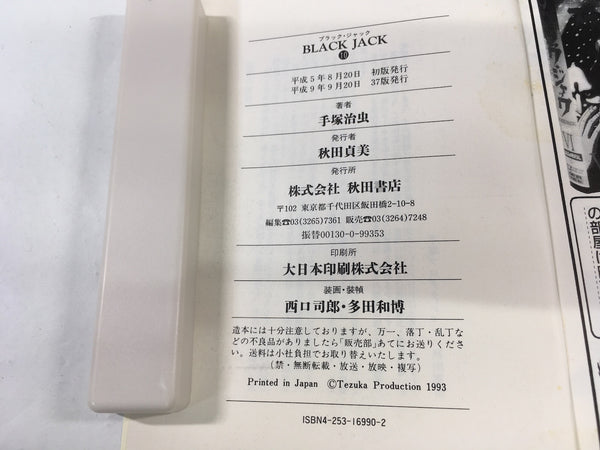 ブラック・ジャック
BLACK JACK
⑩
平成5年8月20日 初版発行
平成9年9月20日 37版発行
著者
手塚治虫
発行者
秋田貞美
発行所
株式会社 秋田書店
〒102 東京都千代田区飯田橋2-10-8
編集☎03(3265)7361 販売☎03(3264)7248
振替00130-0-99353
印刷所
大日本印刷株式会社
装画・装幀
西口司郎・多田和博
造本には十分注意しておりますが、万一、落丁・乱丁など
の不良品がありましたら「販売部」あてにお送りくださ
い。送料は小社負担でお取り替えいたします。
(禁・無断転載・放送・放映・複写)
Printed in Japan ©Tezuka Production 1993
ISBN4-253-16990-2
の部屋に